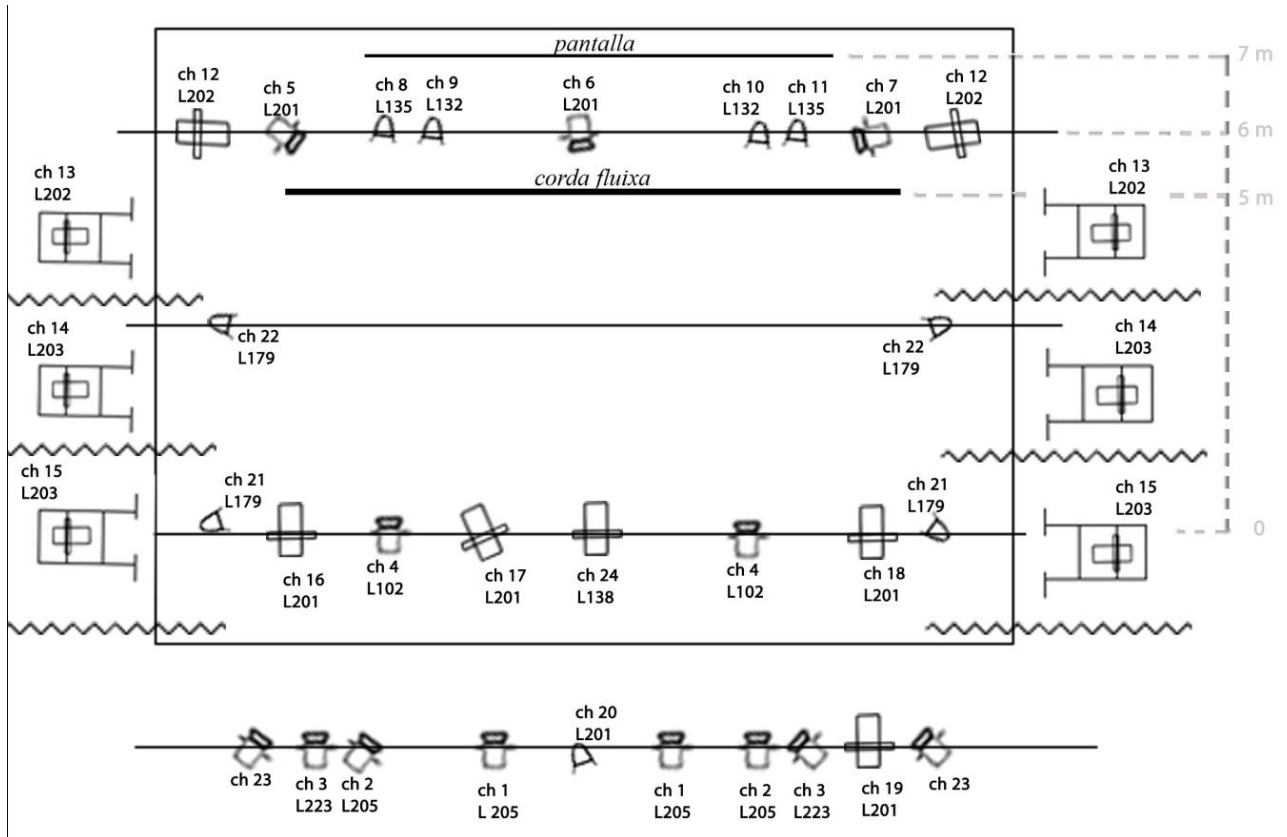 pantalla
7 m
ch 12
L202
ch 5
L201
ch 8
L135
ch 9
L132
ch 6
L201
ch 10
L132
ch 11
L135
ch 7
L201
ch 12
L202
6 m
ch 13
L202
corda fluixa
ch 13
L202
5 m
ch 14
L203
ch 22
L179
ch 22
L179
ch 14
L203
ch 15
L203
ch 21
L179
ch 21
L179
ch 15
L203
0
ch 16
L201
ch 4
L102
ch 17
L201
ch 24
L138
ch 4
L102
ch 18
L201
ch 20
L201
ch 23
ch 3
L223
ch 2
L205
ch 1
L 205
ch 1
L205
ch 2
L205
ch 3
L223
ch 19
L201
ch 23